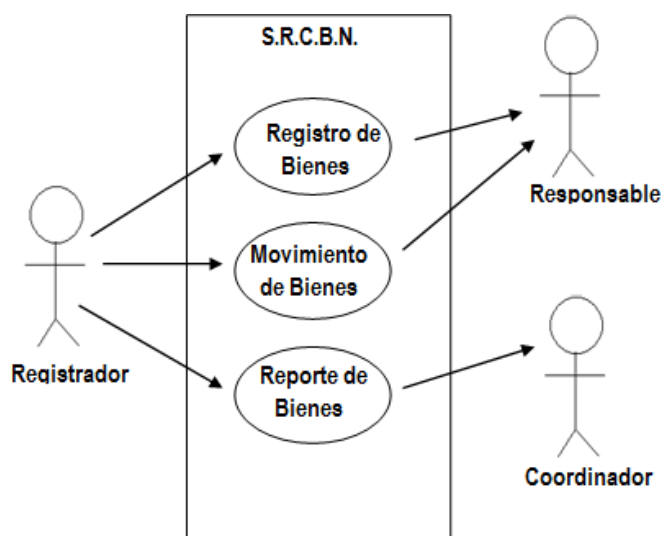 S.R.C.B.N.
Registro de
Bienes
Responsable
Movimiento
de Bienes
Registrador
Reporte de
Bienes
Coordinador